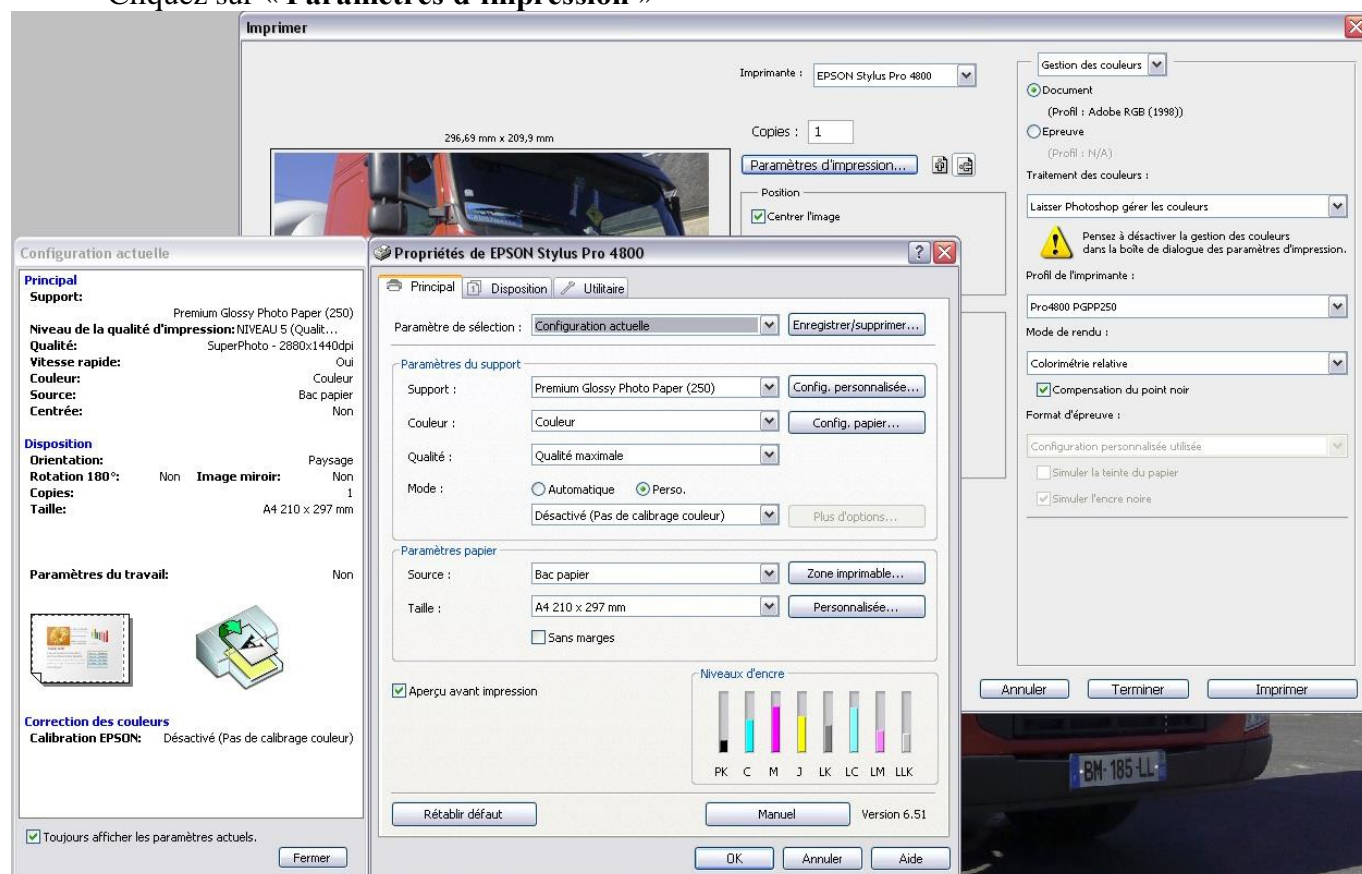 Cliquez sur « Paramètres d'impression »
Imprimer
Imprimante : EPSON Stylus Pro 4800
296,69 mm x 209,9 mm
Copies : 1
Paramètres d'impression...
Position
Centrer l'image
Gestion des couleurs
Document
(Profil : Adobe RGB (1998))
Epreuve
(Profil : N/A)
Traitement des couleurs :
Laisser Photoshop gérer les couleurs
Pensez à désactiver la gestion des couleurs
dans la boîte de dialogue des paramètres d'impression.
Profil de l'imprimante :
Pro4800 PGPP250
Mode de rendu :
Colorimétrie relative
Compensation du point noir
Format d'épreuve :
Configuration personnalisée utilisée
Simuler la teinte du papier
Simuler l'encre noire
Annuler Terminer Imprimer
Configuration actuelle
Principal
Support:
Premium Glossy Photo Paper (250)
Niveau de la qualité d'impression: NIVEAU 5 (Qualit...
Qualité: SuperPhoto - 2880x1440dpi
Vitesse rapide: Oui
Couleur: Couleur
Source: Bac papier
Centrée: Non
Disposition
Orientation: Paysage
Rotation 180°: Non Image miroir: Non
Copies: 1
Taille: A4 210 x 297 mm
Paramètres du travail: Non
Correction des couleurs
Calibration EPSON: Désactivé (Pas de calibrage couleur)
Toujours afficher les paramètres actuels.
Fermer
Propriétés de EPSON Stylus Pro 4800
Principal Disposition Utilitaire
Paramètre de sélection : Configuration actuelle Enregistrer/supprimer...
Paramètres du support
Support : Premium Glossy Photo Paper (250) Config. personnalisée...
Couleur : Couleur Config. papier...
Qualité : Qualité maximale
Mode : Automatique Perso.
Désactivé (Pas de calibrage couleur) Plus d'options...
Paramètres papier
Source : Bac papier Zone imprimable...
Taille : A4 210 x 297 mm Personnalisée...
Sans marges
Aperçu avant impression
Niveaux d'encre
PK C M J LK LC LM LLK
Rétablir défaut Manuel Version 6.51
OK Annuler Aide
BM-185-LL